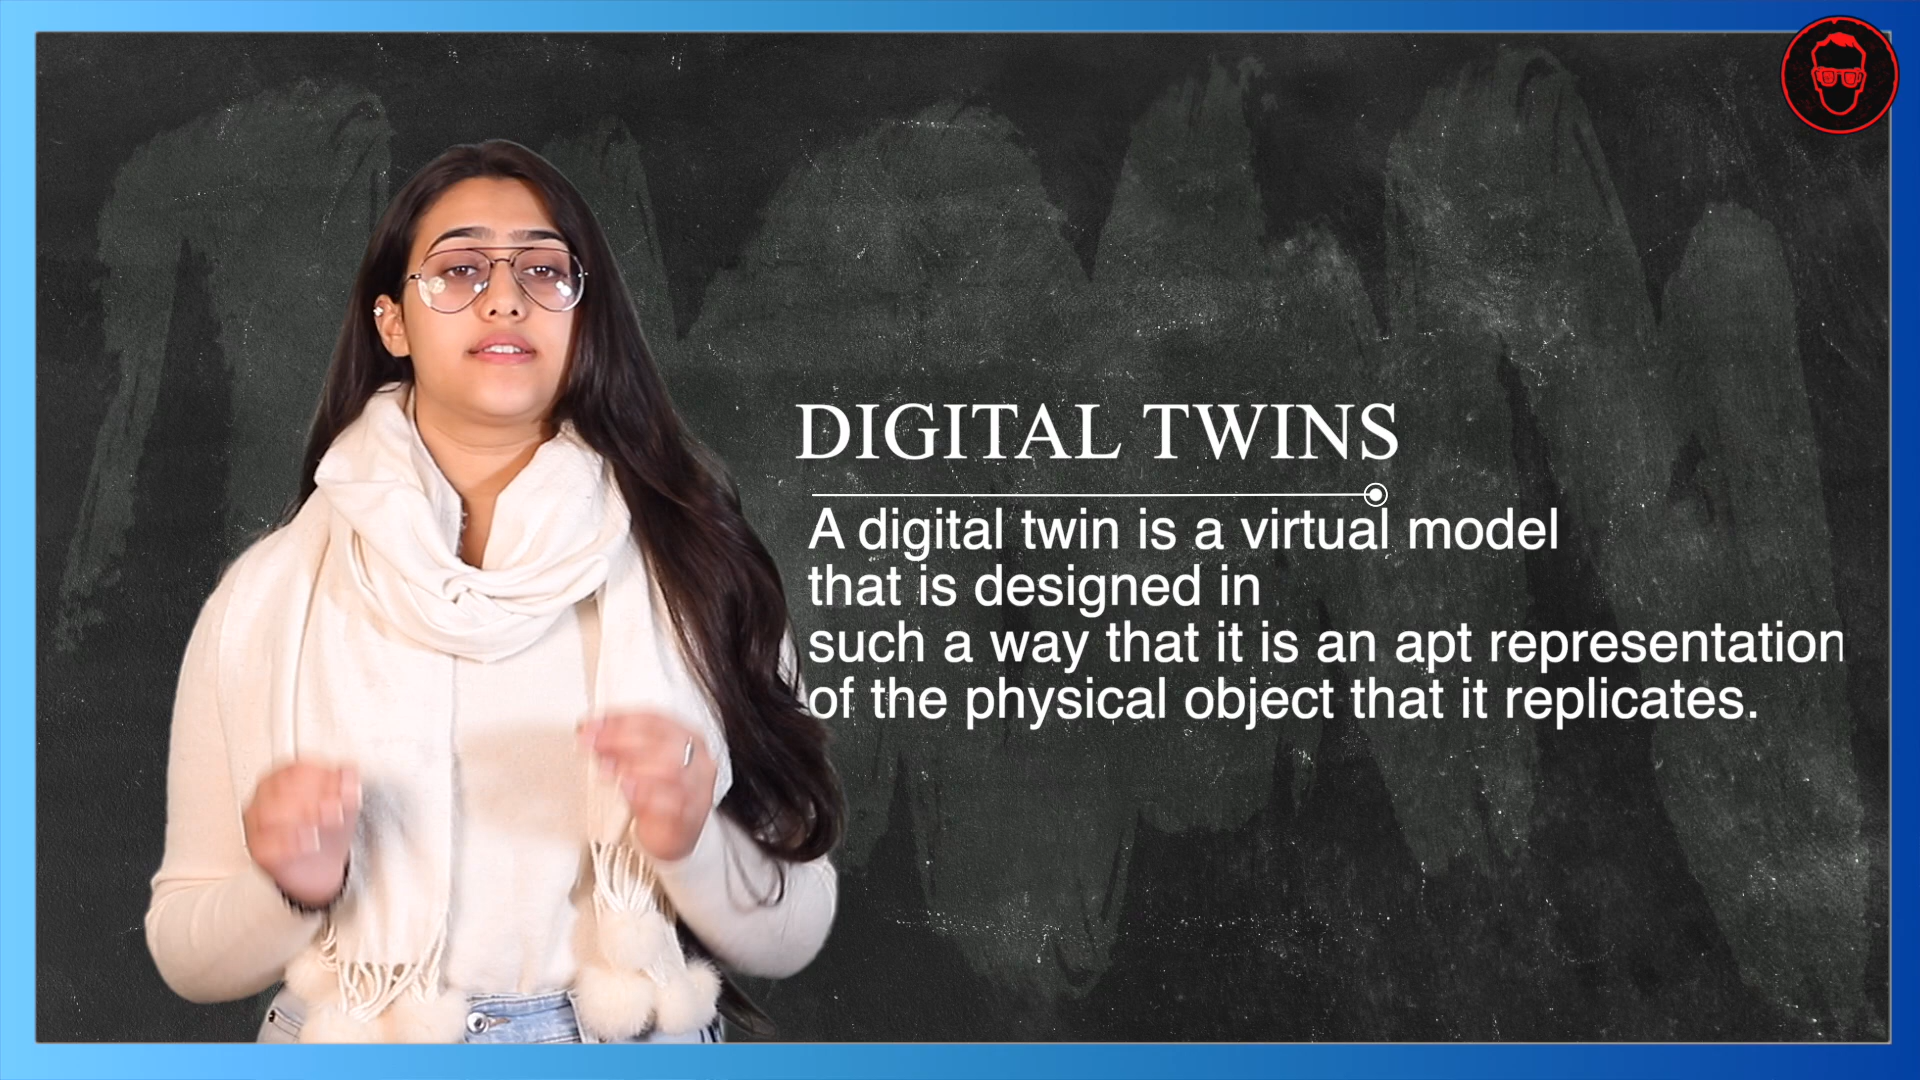 DIGITAL TWINS
A digital twin is a virtual model
that is designed in
such a way that it is an apt representation
of the physical object that it replicates.